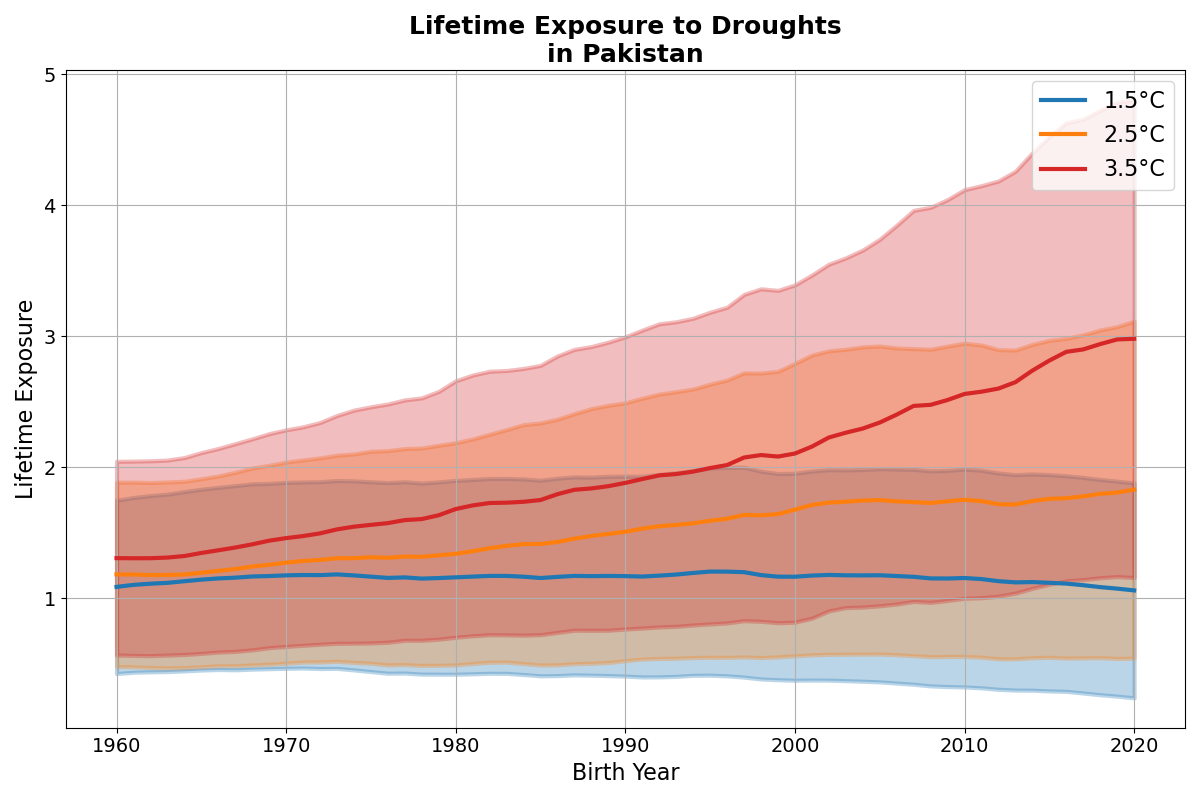 Lifetime Exposure to Droughts
in Pakistan
5
4
3
2
1
Lifetime Exposure
1.5°C
2.5°C
3.5°C
1960 1970 1980 1990 2000 2010 2020
Birth Year